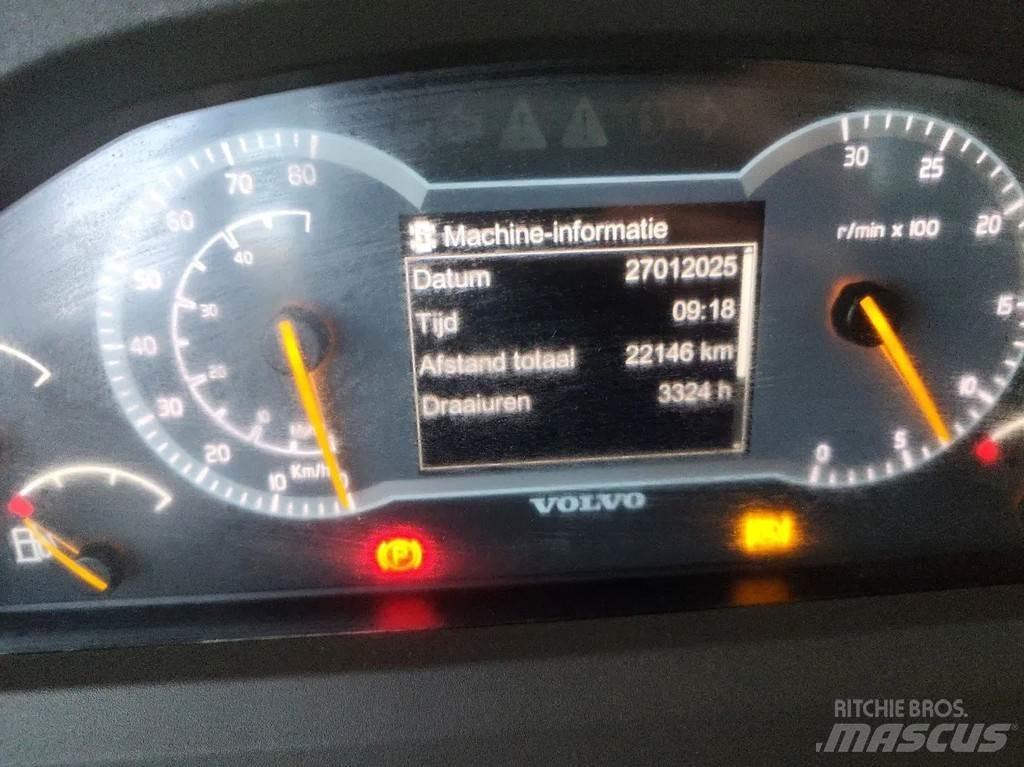 80
70
60
50
40
30
20
10
0
40
30
20
0
Km/h
Machine-informatie
Datum 27012025
Tijd 09:18
Afstand totaal 22146 km
Draaiuren 3324 h
30
25
20
15
10
5
0
r/min x 100
VOLVO
P
RITCHIE BROS.
MASCUS